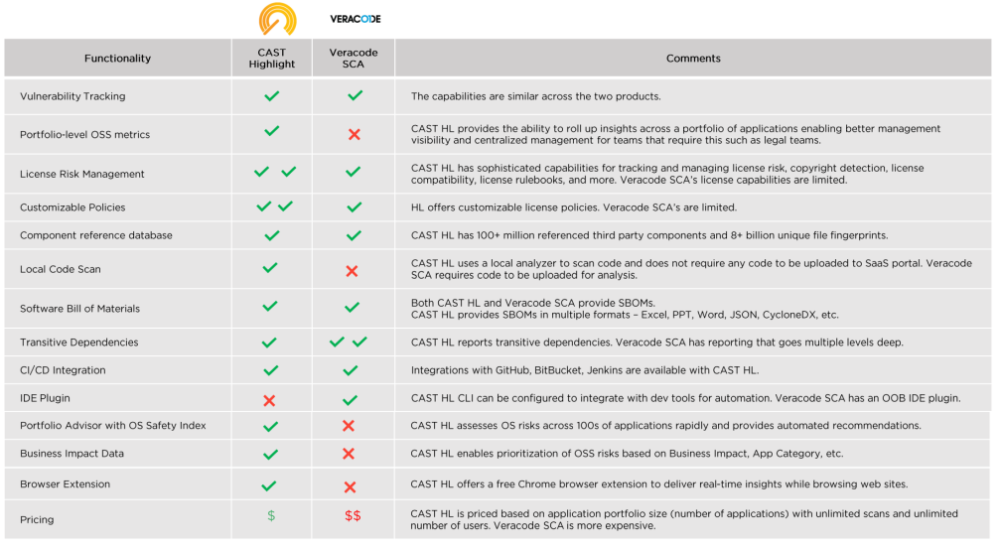 VERACODE
Functionality
CAST
Highlight
Veracode
SCA
Comments
Vulnerability Tracking
The capabilities are similar across the two products.
Portfolio-level OSS metrics
CAST HL provides the ability to roll up insights across a portfolio of applications enabling better management
visibility and centralized management for teams that require this such as legal teams.
License Risk Management
CAST HL has sophisticated capabilities for tracking and managing license risk, copyright detection, license
compatibility, license rulebooks, and more. Veracode SCA's license capabilities are limited.
Customizable Policies
HL offers customizable license policies. Veracode SCA's are limited.
Component reference database
CAST HL has 100+ million referenced third party components and 8+ billion unique file fingerprints.
Local Code Scan
CAST HL uses a local analyzer to scan code and does not require any code to be uploaded to SaaS portal. Veracode
SCA requires code to be uploaded for analysis.
Software Bill of Materials
Both CAST HL and Veracode SCA provide SBOMs.
CAST HL provides SBOMs in multiple formats – Excel, PPT, Word, JSON, CycloneDX, etc.
Transitive Dependencies
CAST HL reports transitive dependencies. Veracode SCA has reporting that goes multiple levels deep.
CI/CD Integration
Integrations with GitHub, BitBucket, Jenkins are available with CAST HL.
IDE Plugin
CAST HL CLI can be configured to integrate with dev tools for automation. Veracode SCA has an OOB IDE plugin.
Portfolio Advisor with OS Safety Index
CAST HL assesses OS risks across 100s of applications rapidly and provides automated recommendations.
Business Impact Data
CAST HL enables prioritization of OSS risks based on Business Impact, App Category, etc.
Browser Extension
CAST HL offers a free Chrome browser extension to deliver real-time insights while browsing web sites.
Pricing
$
$$
CAST HL is priced based on application portfolio size (number of applications) with unlimited scans and unlimited
number of users. Veracode SCA is more expensive.